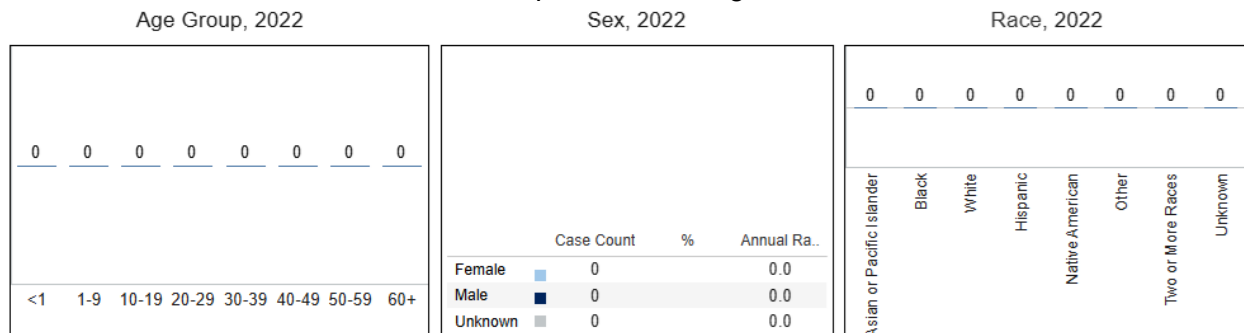 Age Group, 2022
0 0 0 0 0 0 0 0
<1 1-9 10-19 20-29 30-39 40-49 50-59 60+
Sex, 2022
Case Count % Annual Ra..
Female 0 0.0
Male 0 0.0
Unknown 0 0.0
Race, 2022
0 0 0 0 0 0 0 0
Asian or Pacific Islander
Black
White
Hispanic
Native American
Other
Two or More Races
Unknown